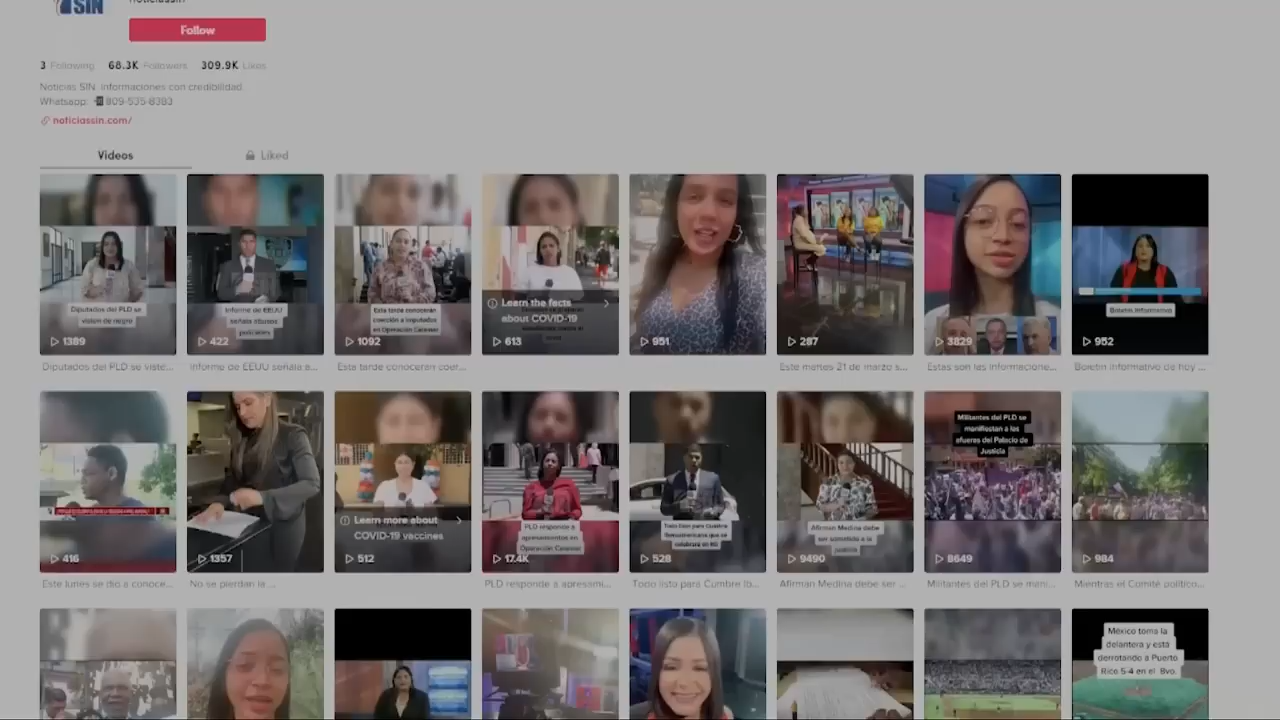 SIN
noticiassin
Follow
3 Following 68.3K Followers 309.9K Likes
Noticias SIN, informaciones con credibilidad.
Whatsapp: 809-535-8383
noticiassin.com/
Videos Liked
Diputados del PLD se
visten de negro
1389
Informe de EEUU
señala abusos
policiales
422
Esta tarde conocerán
coerción a imputados
en Operación Calamar
1092
Learn the facts
about COVID-19
613
951
287
3829
Boletín informativo
952
Diputados del PLD se viste...
Informe de EEUU señala a...
Esta tarde conocerán coer...
Este martes 21 de marzo s...
Estas son las informacione...
Boletín informativo de hoy ...
416
1357
Learn more about
COVID-19 vaccines
512
PLD responde a
apresamientos en
Operación Calamar
17.4K
Todo listo para Cumbre
Iberoamericana que se
celebrará en RD
528
Afirman Medina debe
ser sometido a la
justicia
9490
Militantes del PLD se
manifiestan a los
afueres del Palacio de
Justicia
8649
984
Este lunes se dio a conoce...
No se pierdan la ...
PLD responde a apresami...
Todo listo para Cumbre Ib...
Afirman Medina debe ser ...
Militantes del PLD se mani...
Mientras el Comité político...
México toma la
delantera y está
derrotando a Puerto
Rico 5-4 en el 8vo.